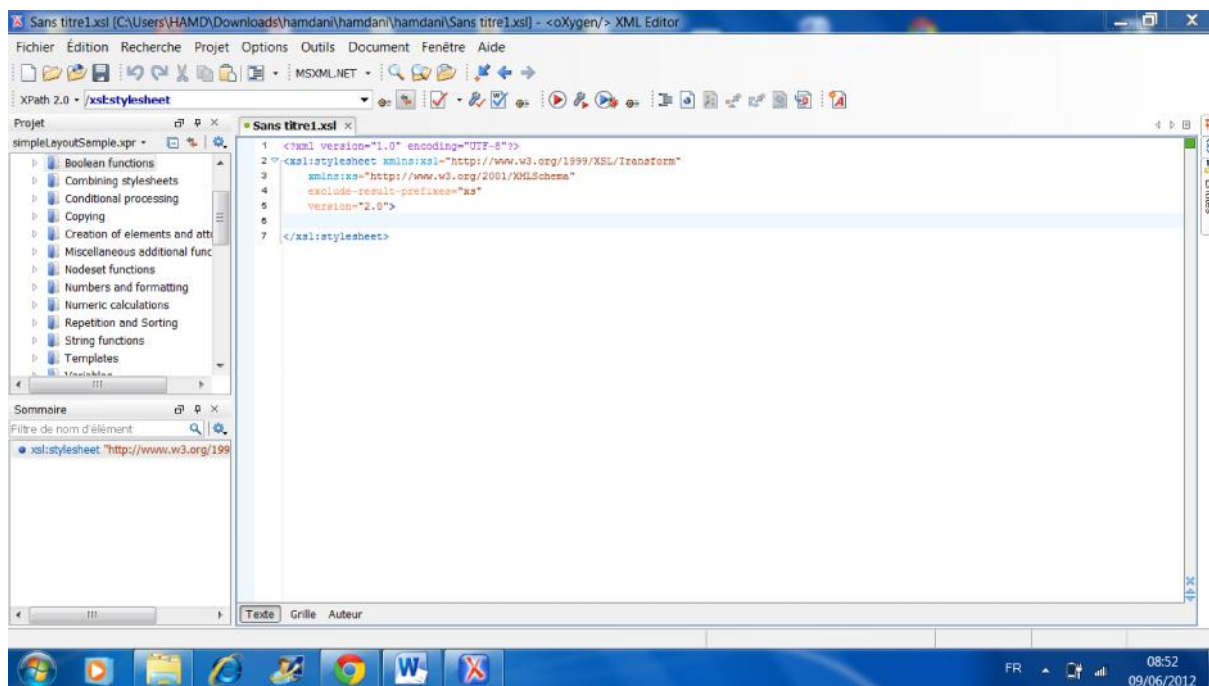 Sans titre1.xsl [C:\Users\HAMD\Downloads\hamdani\hamdani\hamdani\Sans titre1.xsl] - <oXygen/> XML Editor
Fichier Édition Recherche Projet Options Outils Document Fenêtre Aide
MSXML.NET
XPath 2.0 /xsl:stylesheet
Projet
simpleLayoutSample.xpr
Boolean functions
Combining stylesheets
Conditional processing
Copying
Creation of elements and att
Miscellaneous additional func
Nodeset functions
Numbers and formatting
Numeric calculations
Repetition and Sorting
String functions
Templates
Variables
Sommaire
Filtre de nom d'élément
xsl:stylesheet "http://www.w3.org/199
Sans titre1.xsl
1 <?xml version="1.0" encoding="UTF-8"?>
2 <xsl:stylesheet xmlns:xsl="http://www.w3.org/1999/XSL/Transform"
3 xmlns:xs="http://www.w3.org/2001/XMLSchema"
4 exclude-result-prefixes="xs"
5 version="2.0">
6
7 </xsl:stylesheet>
Texte Grille Auteur
FR
08:52
09/06/2012